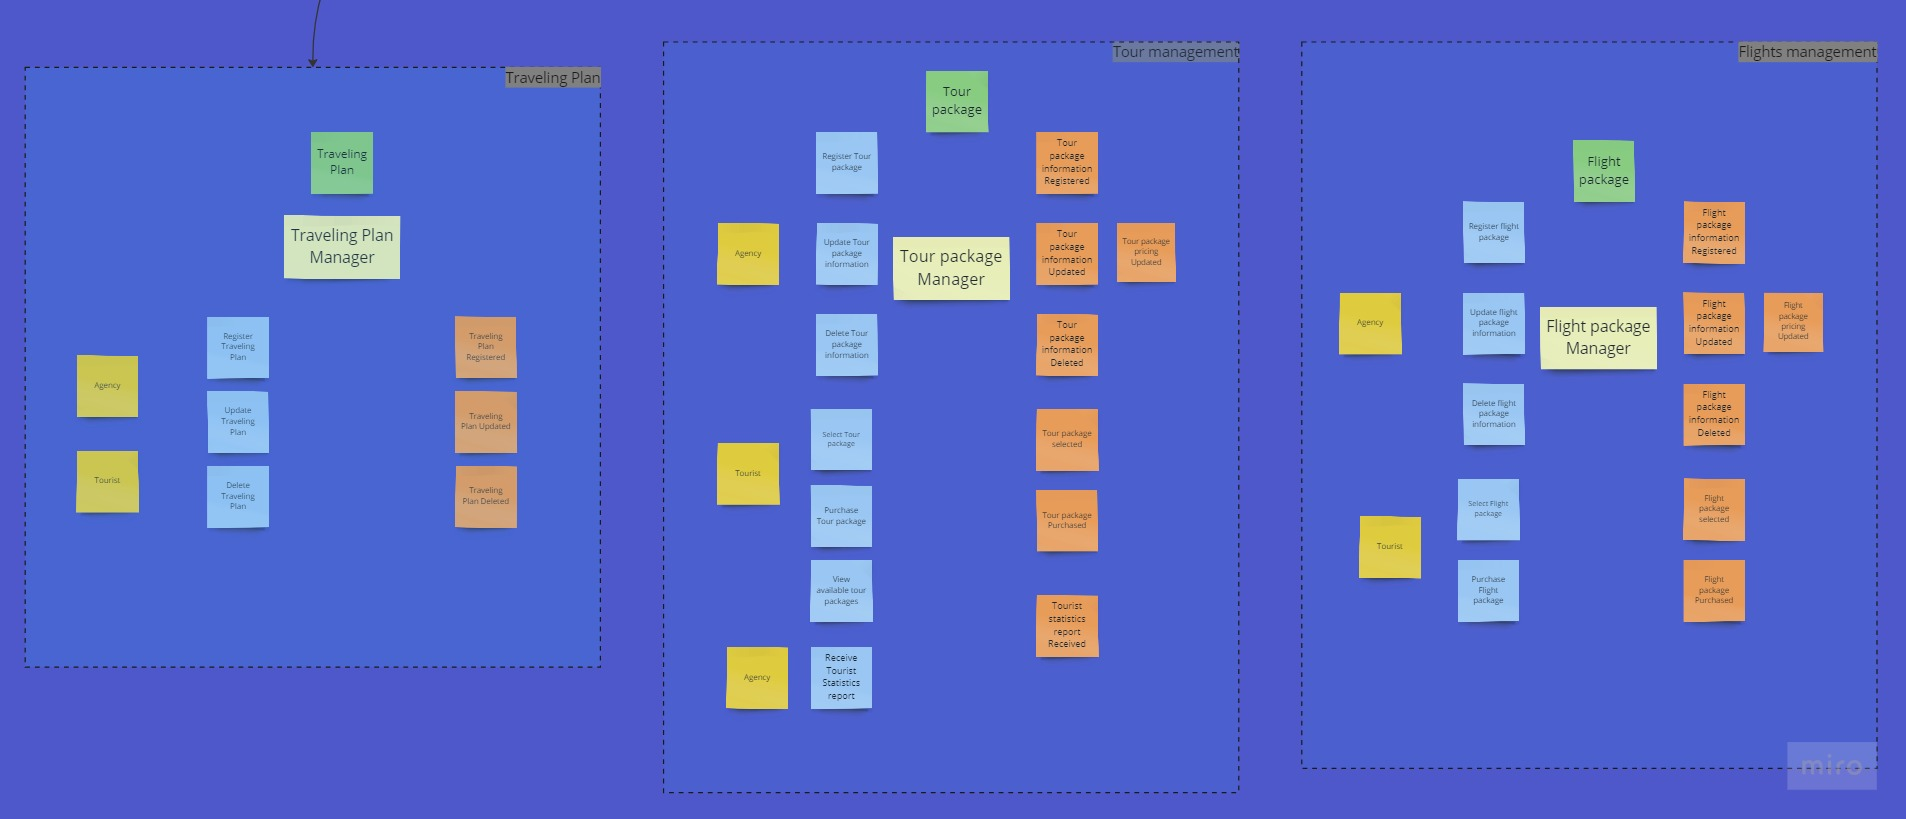 Traveling Plan
Traveling
Plan
Traveling Plan
Manager
Agency
Tourist
Register
Traveling
Plan
Update
Traveling
Plan
Delete
Traveling
Plan
Traveling
Plan
Registered
Traveling
Plan Updated
Traveling
Plan Deleted
Tour management
Tour
package
Register Tour
package
Tour
package
information
Registered
Agency
Update Tour
package
information
Tour package
Manager
Tour
package
information
Updated
Tour package
pricing
Updated
Delete Tour
package
information
Tour
package
information
Deleted
Tourist
Select Tour
package
Tour package
selected
Purchase
Tour package
Tour package
Purchased
View
available tour
packages
Tourist
statistics
report
Received
Agency
Receive
Tourist
Statistics
report
Flights management
Flight
package
Register flight
package
Flight
package
information
Registered
Agency
Update flight
package
information
Flight package
Manager
Flight
package
information
Updated
Flight
package
pricing
Updated
Delete flight
package
information
Flight
package
information
Deleted
Tourist
Select Flight
package
Flight
package
selected
Purchase
Flight
package
Flight
package
Purchased
miro